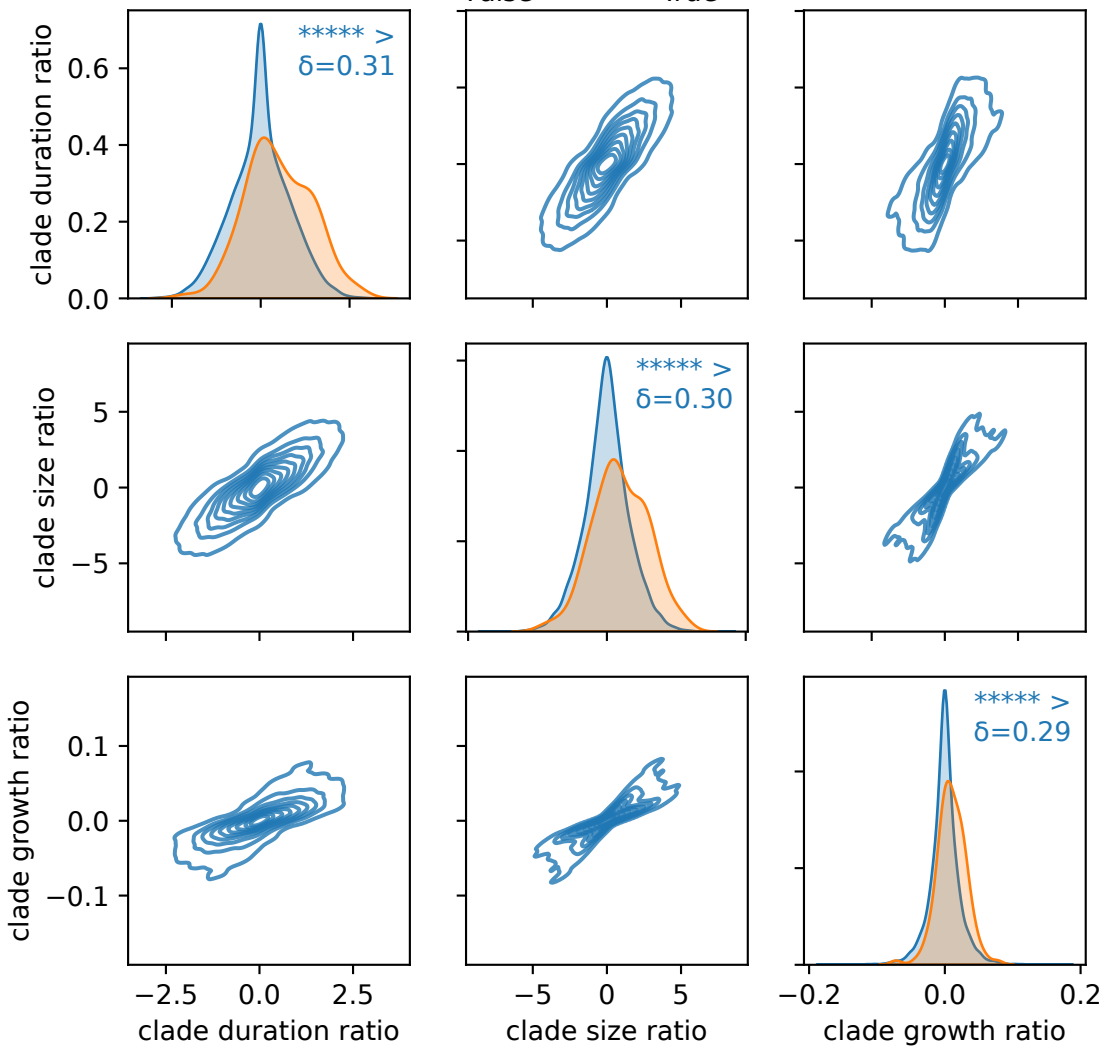 ***** >
δ=0.31
clade duration ratio
0.6
0.4
0.2
0.0
***** >
δ=0.30
clade size ratio
5
0
−5
***** >
δ=0.29
clade growth ratio
0.1
0.0
−0.1
−2.5 0.0 2.5
−5 0 5
−0.2 0.0 0.2
clade duration ratio
clade size ratio
clade growth ratio